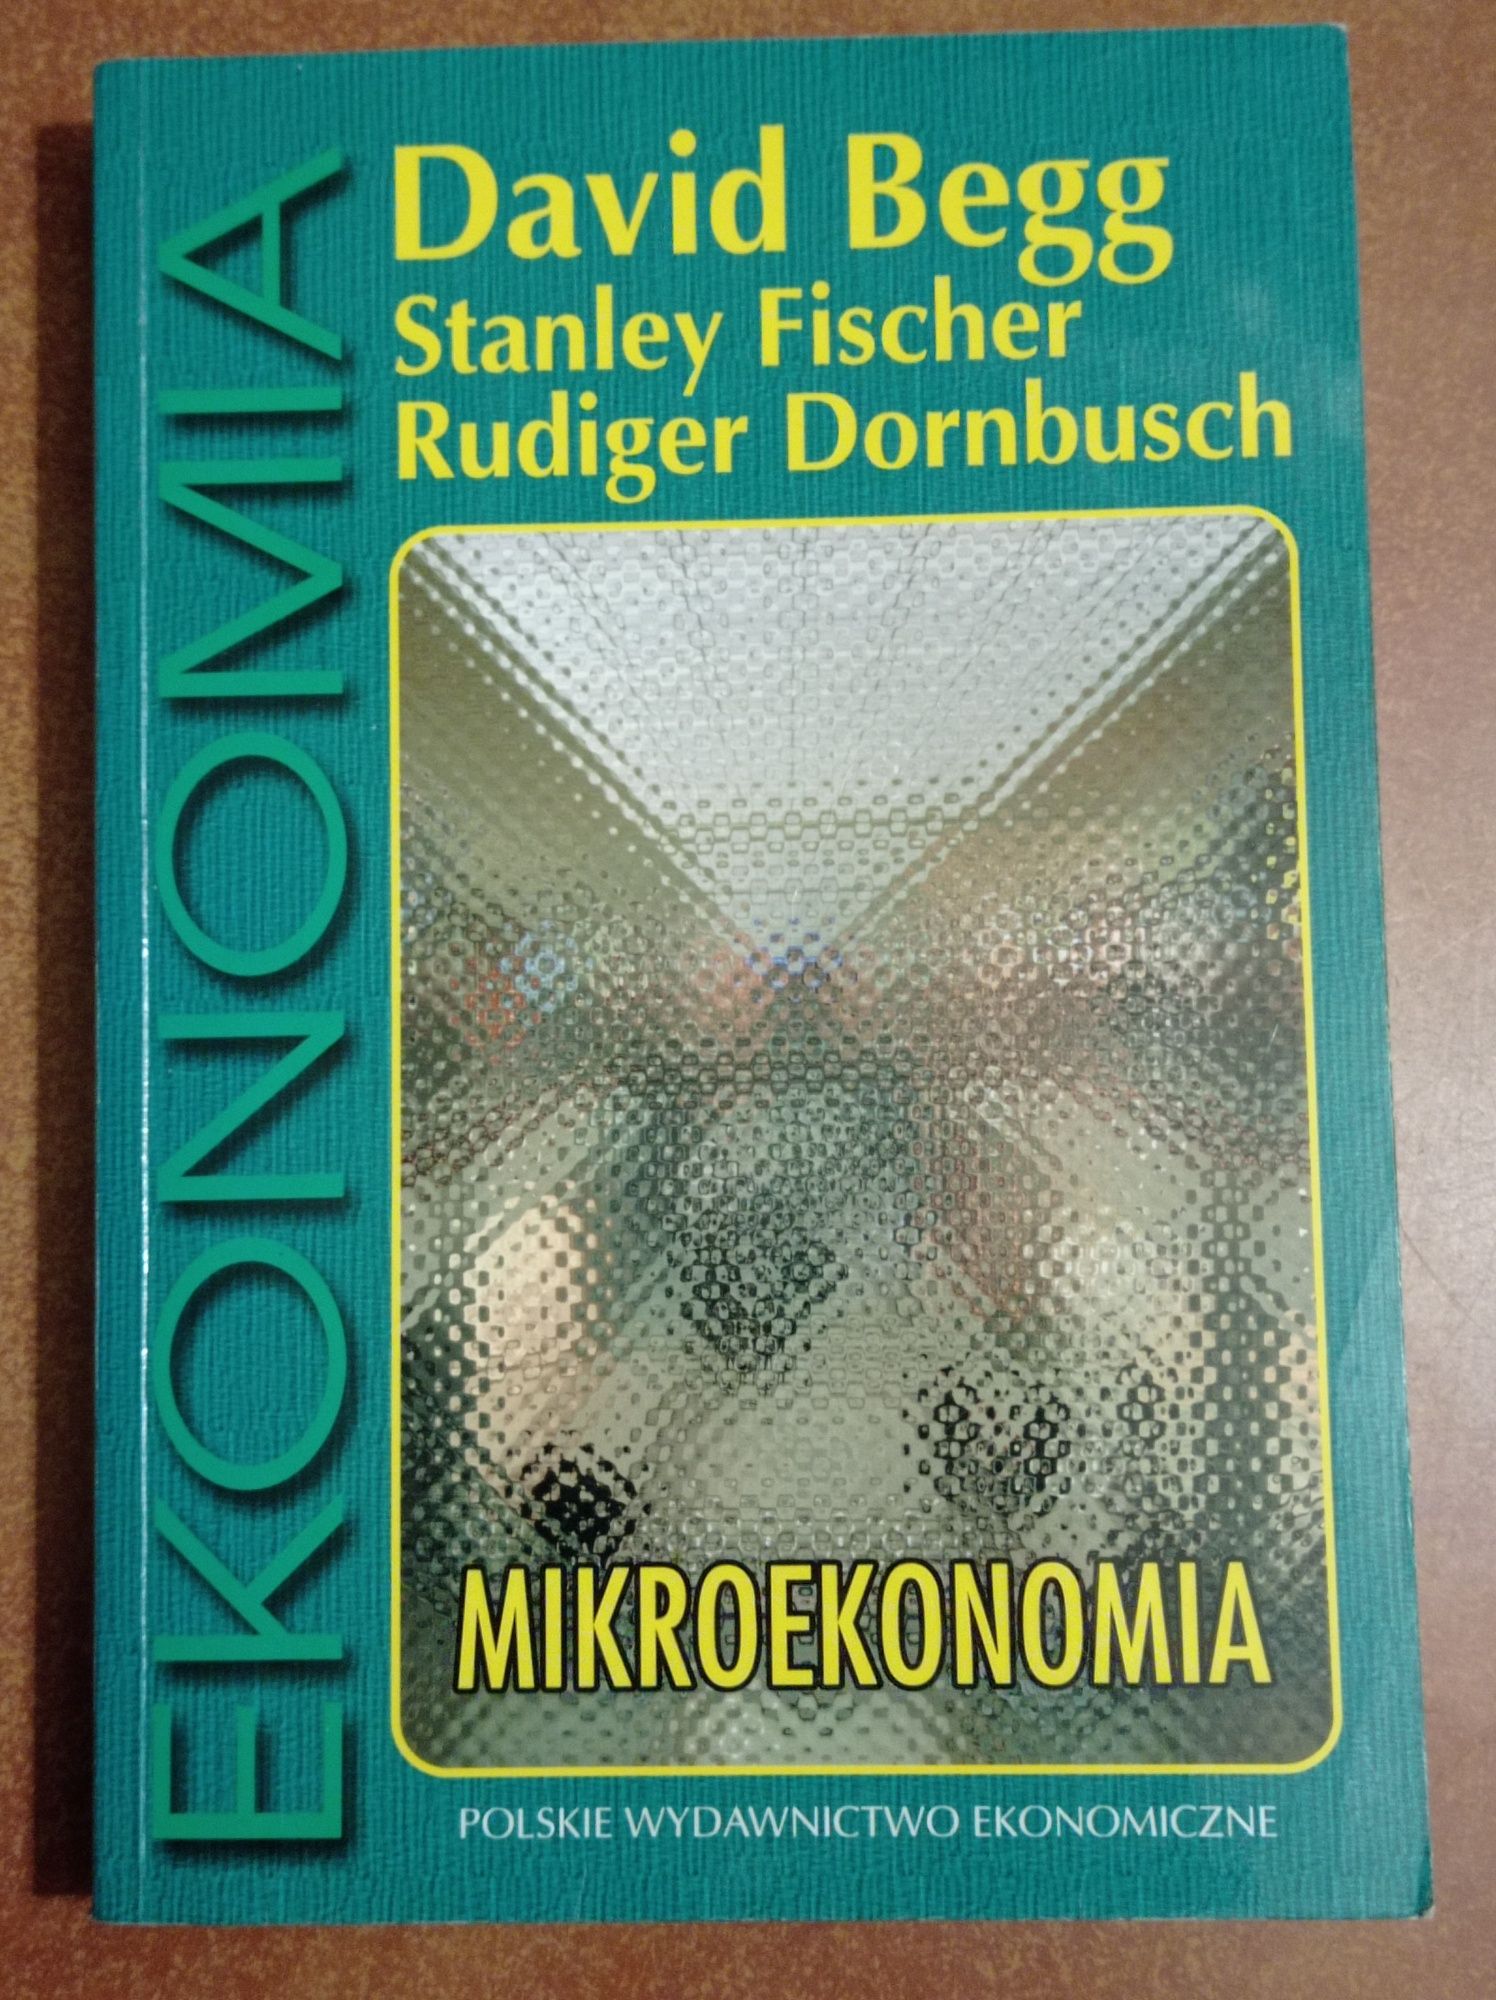 EKONOMIA
David Begg
Stanley Fischer
Rudiger Dornbusch
MIKROEKONOMIA
POLSKIE WYDAWNICTWO EKONOMICZNE